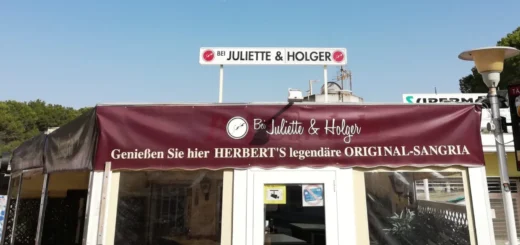 BEI JULIETTE & HOLGER
SUPERMA
Bei Juliette & Holger
Genießen Sie hier HERBERT'S legendäre ORIGINAL-SANGRIA